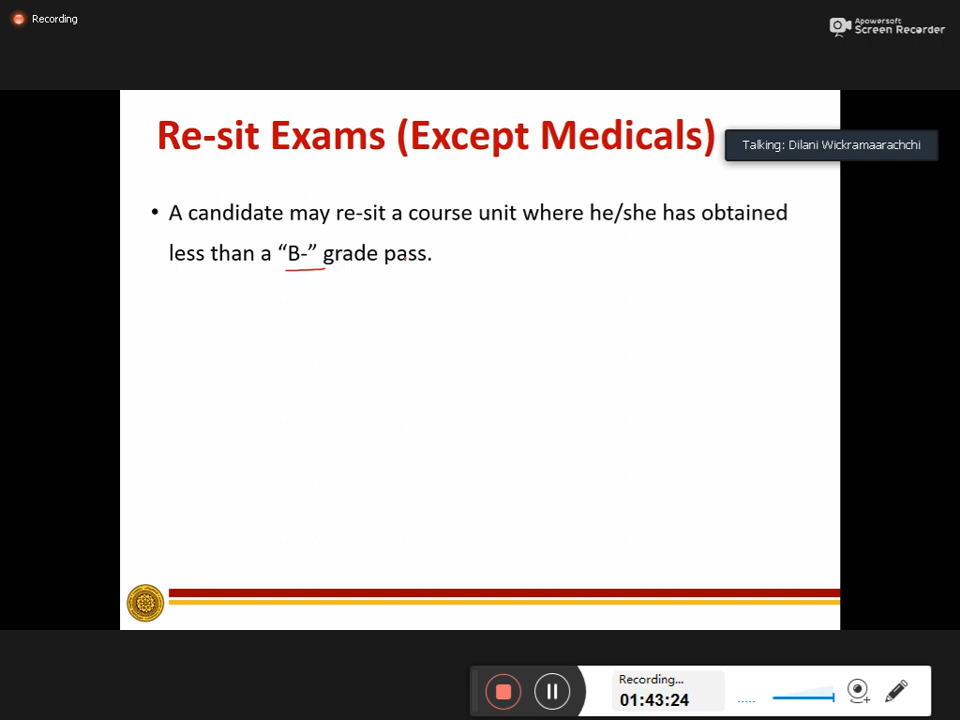 Recording
Apowersoft
Screen Recorder
Re-sit Exams (Except Medicals)
Talking: Dilani Wickramaarachchi
• A candidate may re-sit a course unit where he/she has obtained
less than a “B-” grade pass.
Recording...
01:43:24